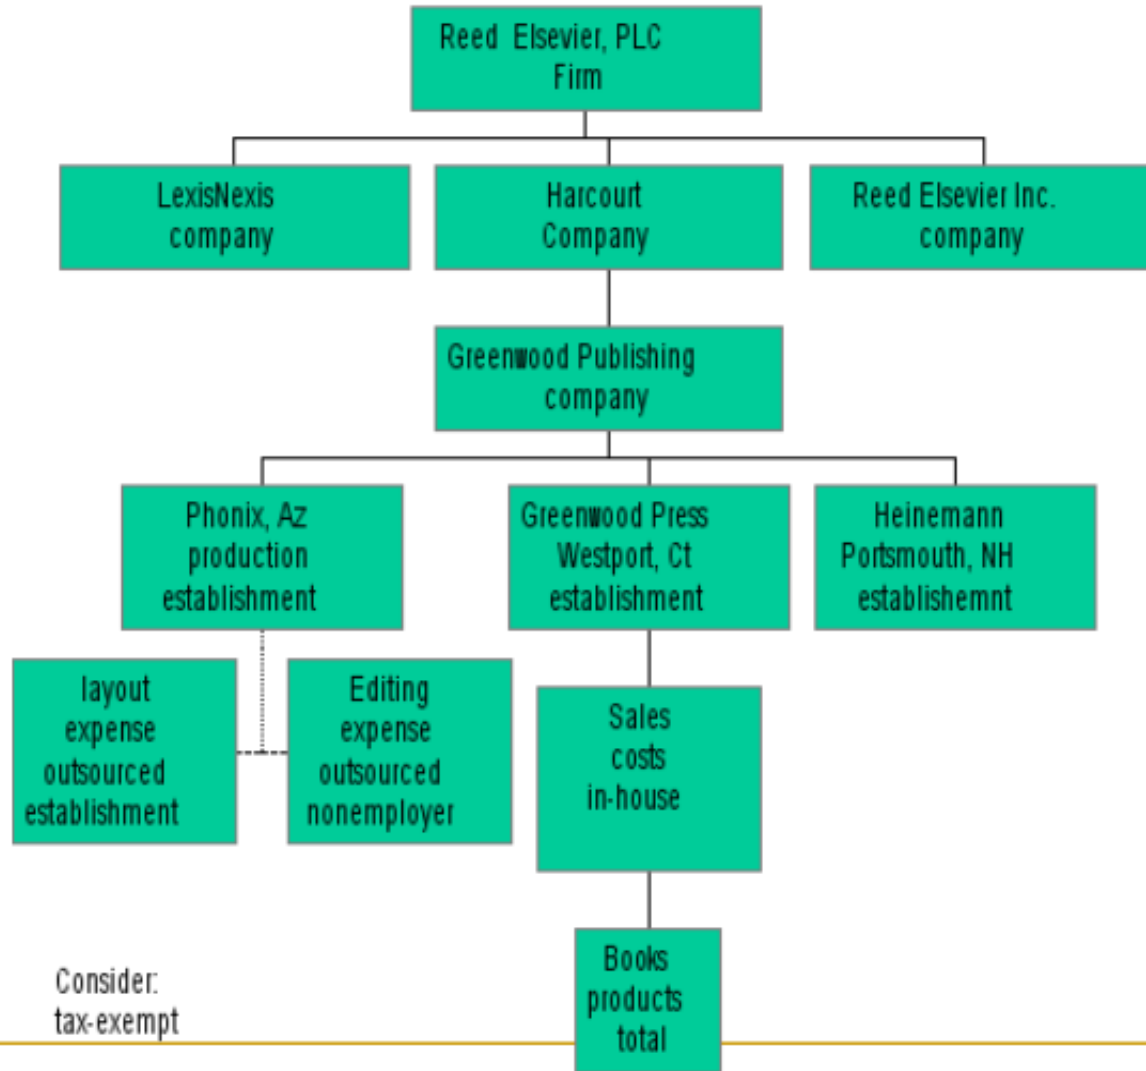 Reed Elsevier, PLC
Firm
LexisNexis
company
Harcourt
Company
Reed Elsevier Inc.
company
Greenwood Publishing
company
Phonix, Az
production
establishment
Greenwood Press
Westport, Ct
establishment
Heinemann
Portsmouth, NH
establishemnt
layout
expense
outsourced
establishment
Editing
expense
outsourced
nonemployer
Sales
costs
in-house
Books
products
total
Consider:
tax-exempt